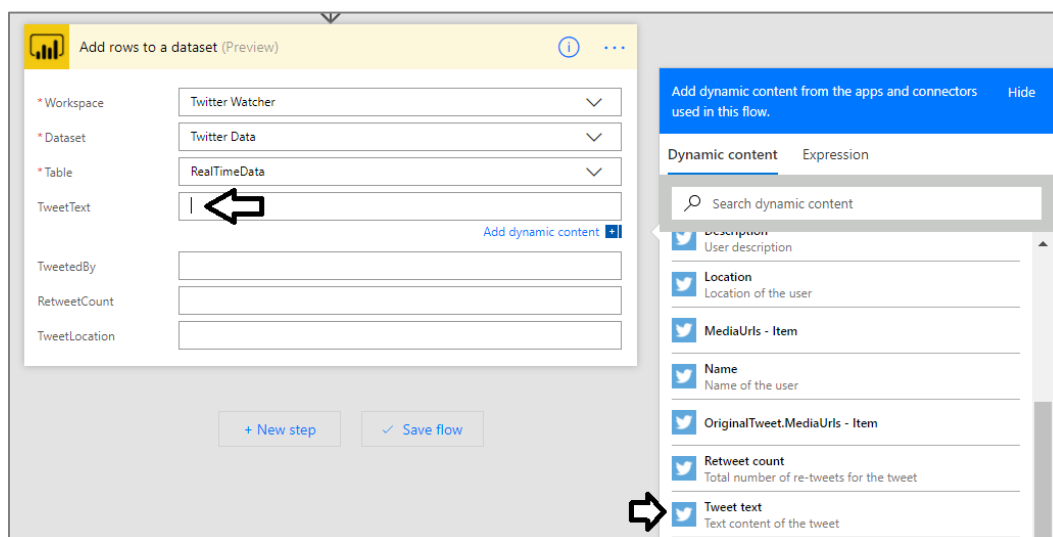 Add rows to a dataset (Preview)
* Workspace
Twitter Watcher
* Dataset
Twitter Data
* Table
RealTimeData
TweetText
Add dynamic content
TweetedBy
RetweetCount
TweetLocation
+ New step
Save flow
Add dynamic content from the apps and connectors
used in this flow.
Hide
Dynamic content
Expression
Search dynamic content
Description
User description
Location
Location of the user
MediaUrls - Item
Name
Name of the user
OriginalTweet.MediaUrls - Item
Retweet count
Total number of re-tweets for the tweet
Tweet text
Text content of the tweet